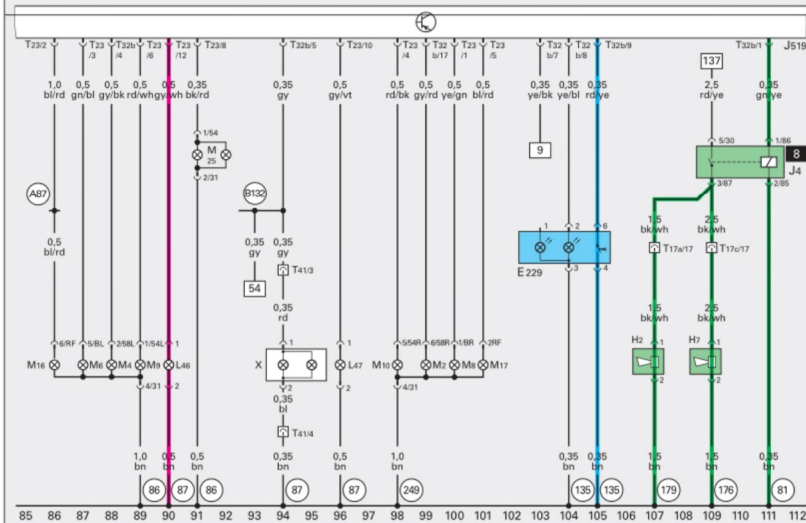 T23/2 T23 T32b T23 T23 T23/8 T32b/5 T23/10 T23 T32 T23 T23 T32 T32 T32b/9 T32b/1 J519
/3 /4 /6 /12 /4 b/17 /1 /5 b/7 b/8
137
1,0 0,5 0,5 0,5 0,5 0,35 0,35 0,5 0,5 0,5 0,5 0,5 0,35 0,35 0,35 2,5 0,35
bl/rd gn/bl gy/bk rd/wh gy/wh bk/rd gy gy/vt rd/bk gy/rd ye/gn bl/rd ye/bk ye/bl rd/ye rd/ye gn/ye
1/54 5/30 1/86
M 9 8
25 J4
2/31 3/87 2/85
A87 B132
0,5 0,35 0,35 1 2 6 1,5 2,5
bl/rd gy gy bk/wh bk/wh
T41/3 T17a/17 T17c/17
54 E 229 3 4
0,35 1,5 2,5
rd bk/wh bk/wh
6/RF 5/BL 2/58L 1/54L 1 1 1 5/54R 6/58R 1/BR 2RF H2 1 H7 1
M16 M6 M4 M9 L46 X L47 M10 M2 M8 M17
4/31 2 2 2 4/31 2 2
0,35
bl
T41/4
1,0 0,5 0,5 0,35 0,5 1,0 0,35 0,35 1,5 1,5 0,35
bn bn bn bn bn bn bn bn bn bn bn
86 87 86 87 87 249 135 135 179 176 81
85 86 87 88 89 90 91 92 93 94 95 96 97 98 99 100 101 102 103 104 105 106 107 108 109 110 111 112